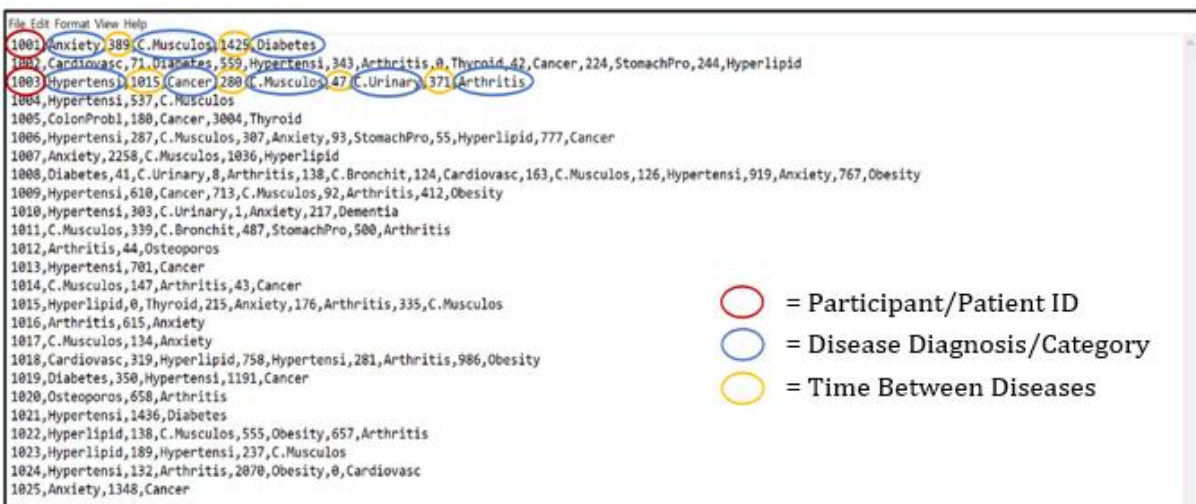 File Edit Format View Help
1001,Anxiety,389,C.Musculos,1425,Diabetes
1002,Cardiovasc,71,Diabetes,559,Hypertensi,343,Arthritis,0,Thyroid,42,Cancer,224,StomachPro,244,Hyperlipid
1003,Hypertensi,1015,Cancer,280,C.Musculos,47,C.Urinary,371,Arthritis
1004,Hypertensi,537,C.Musculos
1005,ColonProbl,180,Cancer,3004,Thyroid
1006,Hypertensi,287,C.Musculos,307,Anxiety,93,StomachPro,55,Hyperlipid,777,Cancer
1007,Anxiety,2258,C.Musculos,1036,Hyperlipid
1008,Diabetes,41,C.Urinary,8,Arthritis,138,C.Bronchit,124,Cardiovasc,163,C.Musculos,126,Hypertensi,919,Anxiety,767,Obesity
1009,Hypertensi,610,Cancer,713,C.Musculos,92,Arthritis,412,Obesity
1010,Hypertensi,303,C.Urinary,1,Anxiety,217,Dementia
1011,C.Musculos,339,C.Bronchit,487,StomachPro,500,Arthritis
1012,Arthritis,44,Osteoporos
1013,Hypertensi,701,Cancer
1014,C.Musculos,147,Arthritis,43,Cancer
1015,Hyperlipid,0,Thyroid,215,Anxiety,176,Arthritis,335,C.Musculos
1016,Arthritis,615,Anxiety
1017,C.Musculos,134,Anxiety
1018,Cardiovasc,319,Hyperlipid,758,Hypertensi,281,Arthritis,986,Obesity
1019,Diabetes,350,Hypertensi,1191,Cancer
1020,Osteoporos,658,Arthritis
1021,Hypertensi,1436,Diabetes
1022,Hyperlipid,138,C.Musculos,555,Obesity,657,Arthritis
1023,Hyperlipid,189,Hypertensi,237,C.Musculos
1024,Hypertensi,132,Arthritis,2070,Obesity,0,Cardiovasc
1025,Anxiety,1348,Cancer
= Participant/Patient ID
= Disease Diagnosis/Category
= Time Between Diseases